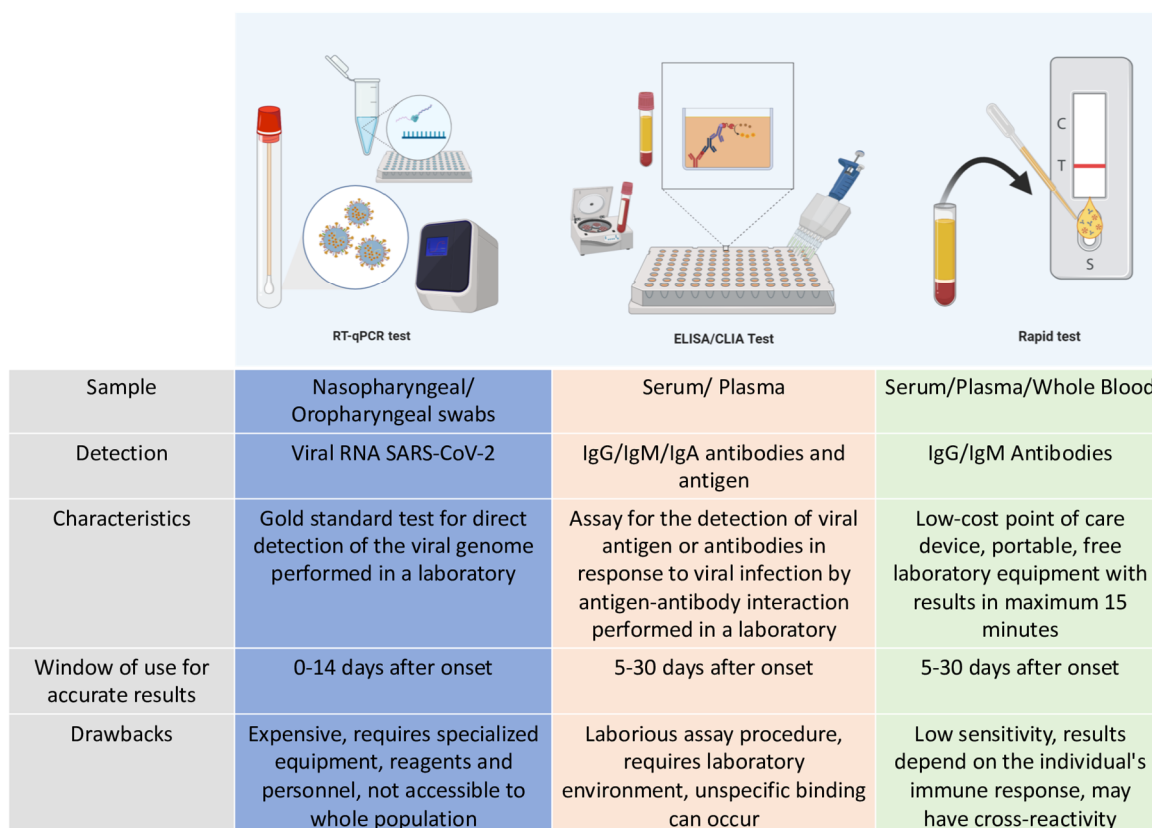 C
T
S
RT-qPCR test
ELISA/CLIA Test
Rapid test
Sample
Nasopharyngeal/
Oropharyngeal swabs
Serum/ Plasma
Serum/Plasma/Whole Blood
Detection
Viral RNA SARS-CoV-2
IgG/IgM/IgA antibodies and
antigen
IgG/IgM Antibodies
Characteristics
Gold standard test for direct
detection of the viral genome
performed in a laboratory
Assay for the detection of viral
antigen or antibodies in
response to viral infection by
antigen-antibody interaction
performed in a laboratory
Low-cost point of care
device, portable, free
laboratory equipment with
results in maximum 15
minutes
Window of use for
accurate results
0-14 days after onset
5-30 days after onset
5-30 days after onset
Drawbacks
Expensive, requires specialized
equipment, reagents and
personnel, not accessible to
whole population
Laborious assay procedure,
requires laboratory
environment, unspecific binding
can occur
Low sensitivity, results
depend on the individual's
immune response, may
have cross-reactivity